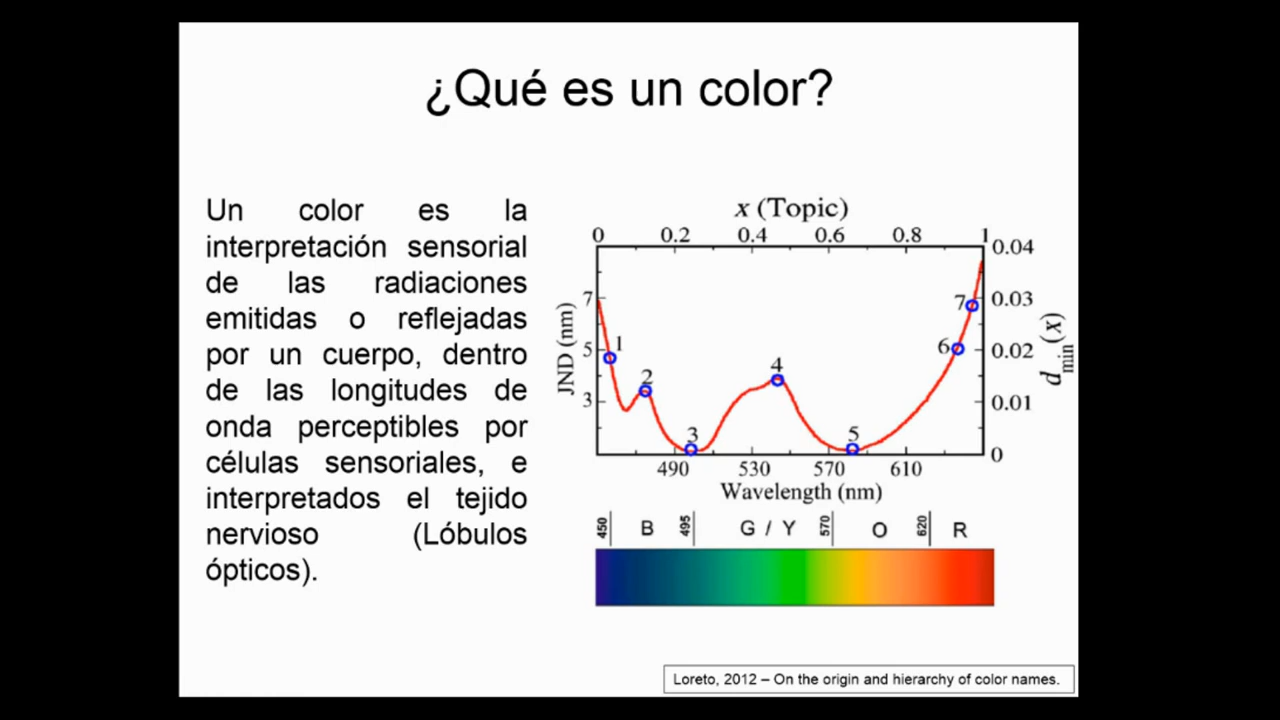 ¿Qué es un color?
Un color es la
interpretación sensorial
de las radiaciones
emitidas o reflejadas
por un cuerpo, dentro
de las longitudes de
onda perceptibles por
células sensoriales, e
interpretados el tejido
nervioso (Lóbulos
ópticos).
x (Topic)
0 0.2 0.4 0.6 0.8 1
0.04
7 0.03
5 0.02
3 0.01
0
JND (nm)
dmin(x)
1
2
3
4
5
6
7
490 530 570 610
Wavelength (nm)
450 B 495 G / Y 570 O 620 R
Loreto, 2012 – On the origin and hierarchy of color names.